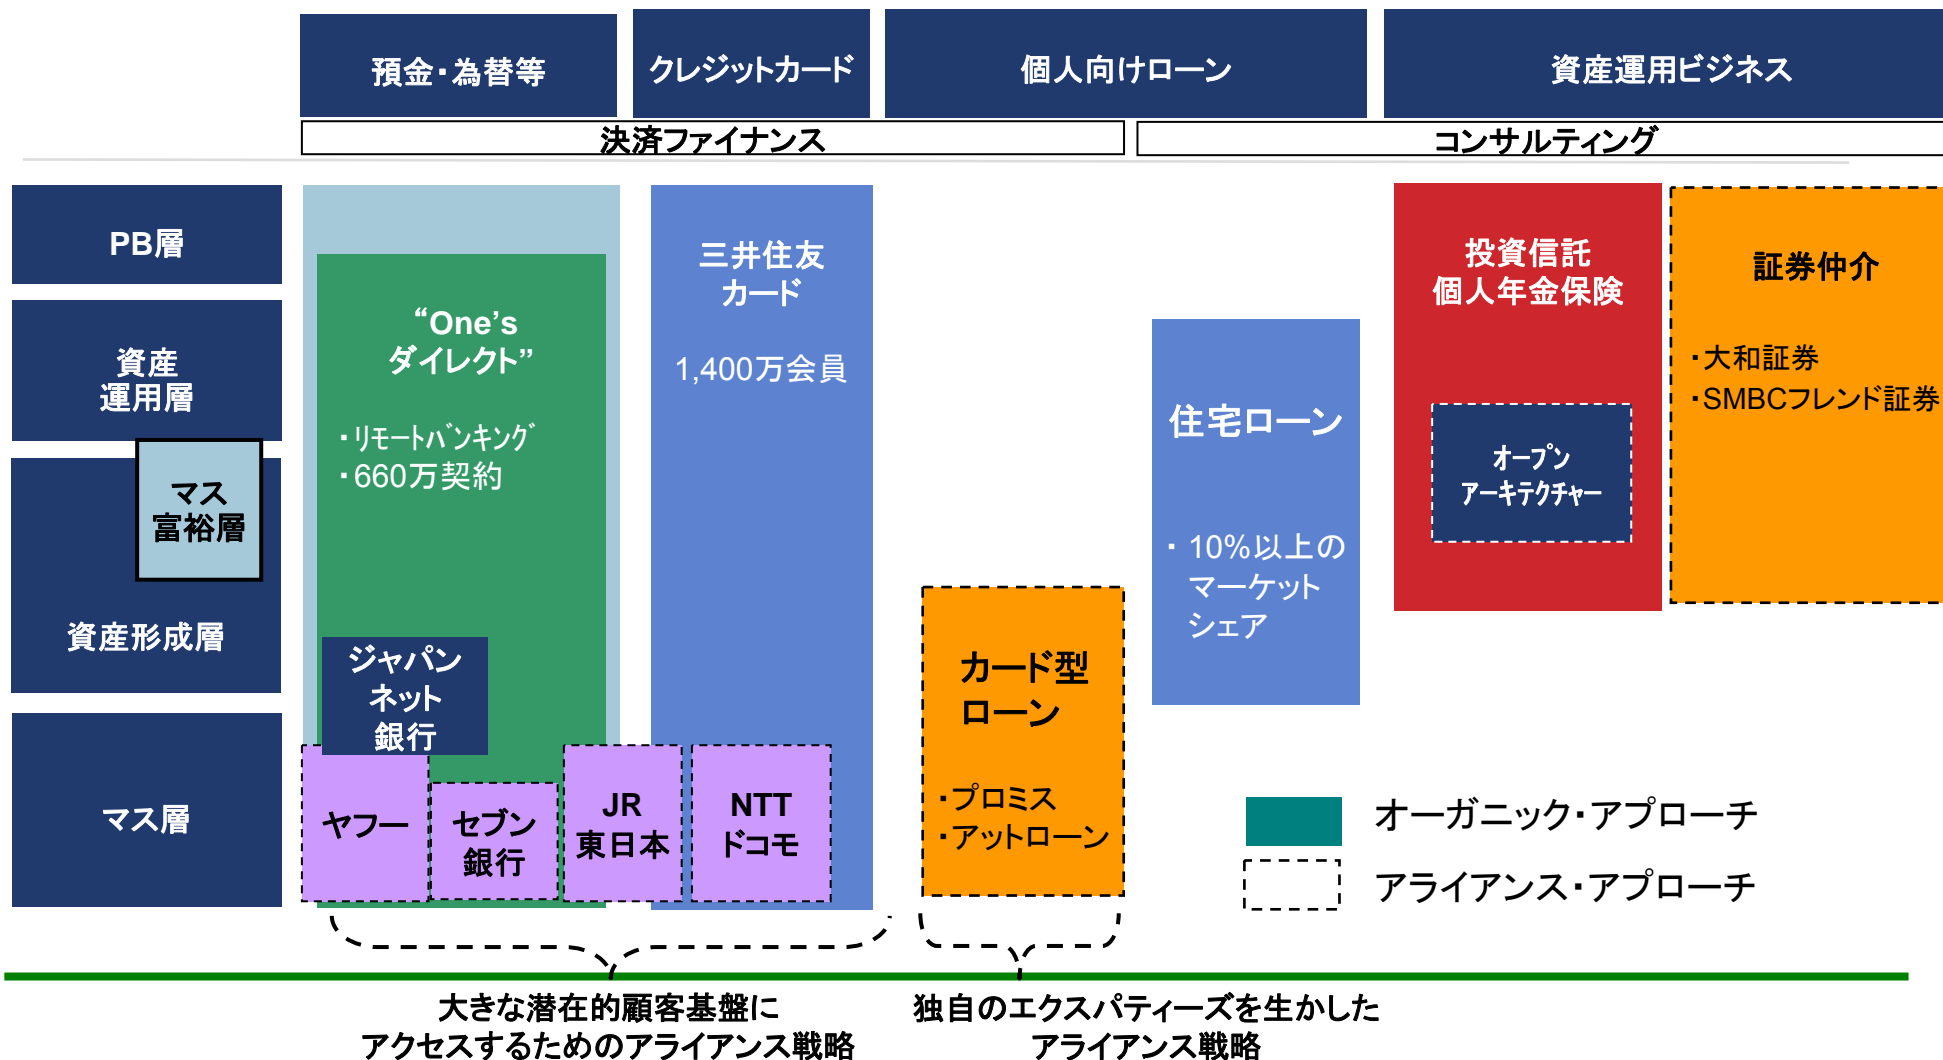 預金・為替等
クレジットカード
個人向けローン
資産運用ビジネス
決済ファイナンス
コンサルティング
PB層
資産
運用層
マス
富裕層
資産形成層
マス層
“One’s
ダイレクト”
・リモートバンキング
・660万契約
ジャパン
ネット
銀行
ヤフー
セブン
銀行
JR
東日本
NTT
ドコモ
三井住友
カード
1,400万会員
カード型
ローン
・プロミス
・アットローン
住宅ローン
・ 10%以上の
マーケット
シェア
投資信託
個人年金保険
オープン
アーキテクチャー
証券仲介
・大和証券
・SMBCフレンド証券
オーガニック・アプローチ
アライアンス・アプローチ
大きな潜在的顧客基盤に
アクセスするためのアライアンス戦略
独自のエクスパティーズを生かした
アライアンス戦略